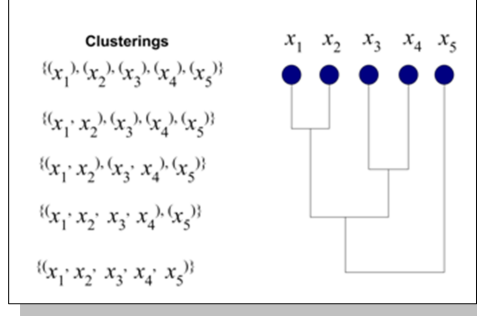 Clusterings
x1 x2 x3 x4 x5
{(x1), (x2), (x3), (x4), (x5)}
{(x1, x2), (x3), (x4), (x5)}
{(x1, x2), (x3, x4), (x5)}
{(x1, x2, x3, x4), (x5)}
{(x1, x2, x3, x4, x5)}